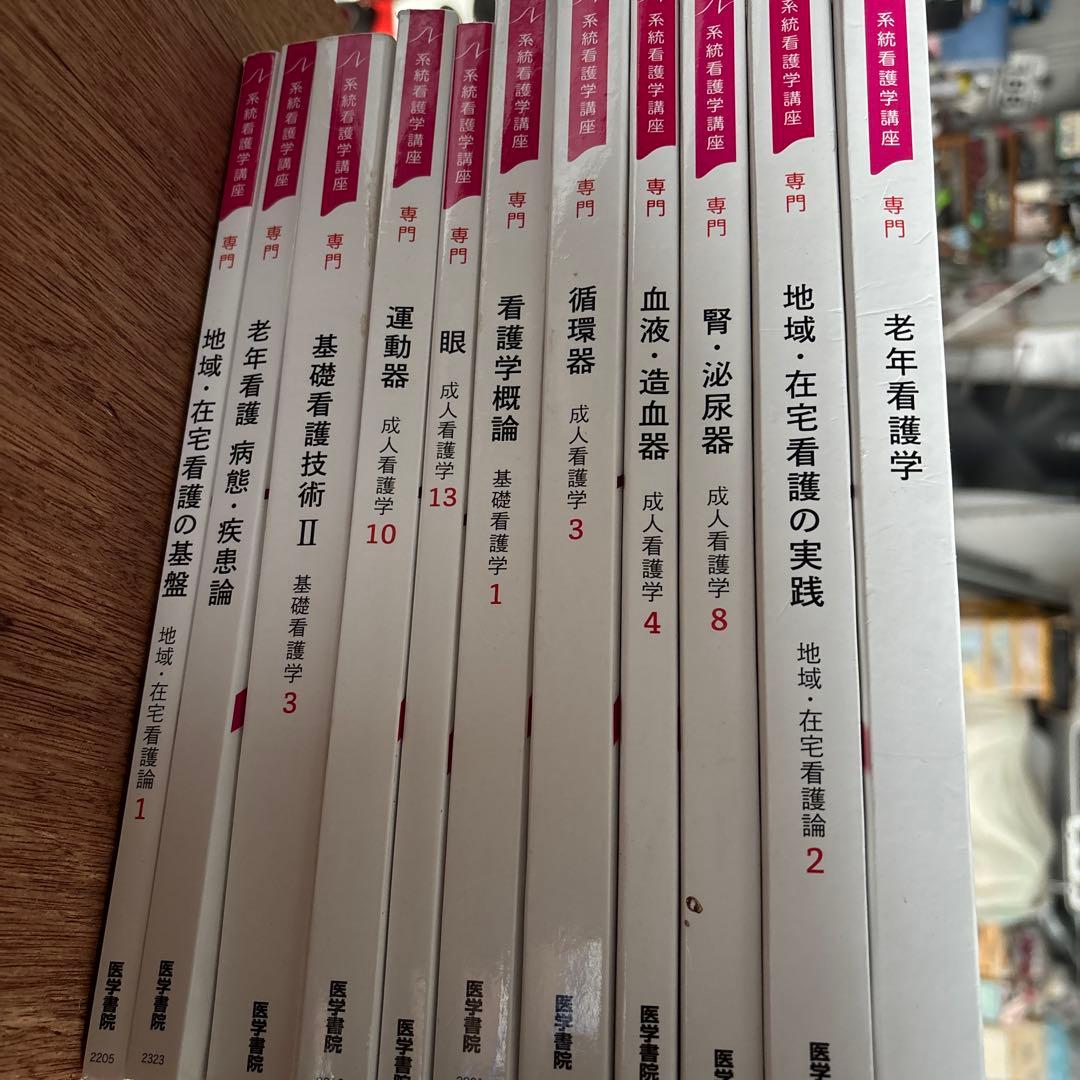 系統看護学講座
専門
地域・在宅看護の基盤
地域・在宅看護論
1
医学書院
2205
系統看護学講座
専門
老年看護 病態・疾患論
医学書院
2323
系統看護学講座
専門
基礎看護技術 II
基礎看護学
3
医学書院
系統看護学講座
専門
運動器
成人看護学
10
医学書院
系統看護学講座
専門
眼
成人看護学
13
医学書院
系統看護学講座
専門
看護学概論
基礎看護学
1
医学書院
系統看護学講座
専門
循環器
成人看護学
3
医学書院
系統看護学講座
専門
血液・造血器
成人看護学
4
医学書院
系統看護学講座
専門
腎・泌尿器
成人看護学
8
医学
系統看護学講座
専門
地域・在宅看護の実践
地域・在宅看護論
2
医学
系統看護学講座
専門
老年看護学